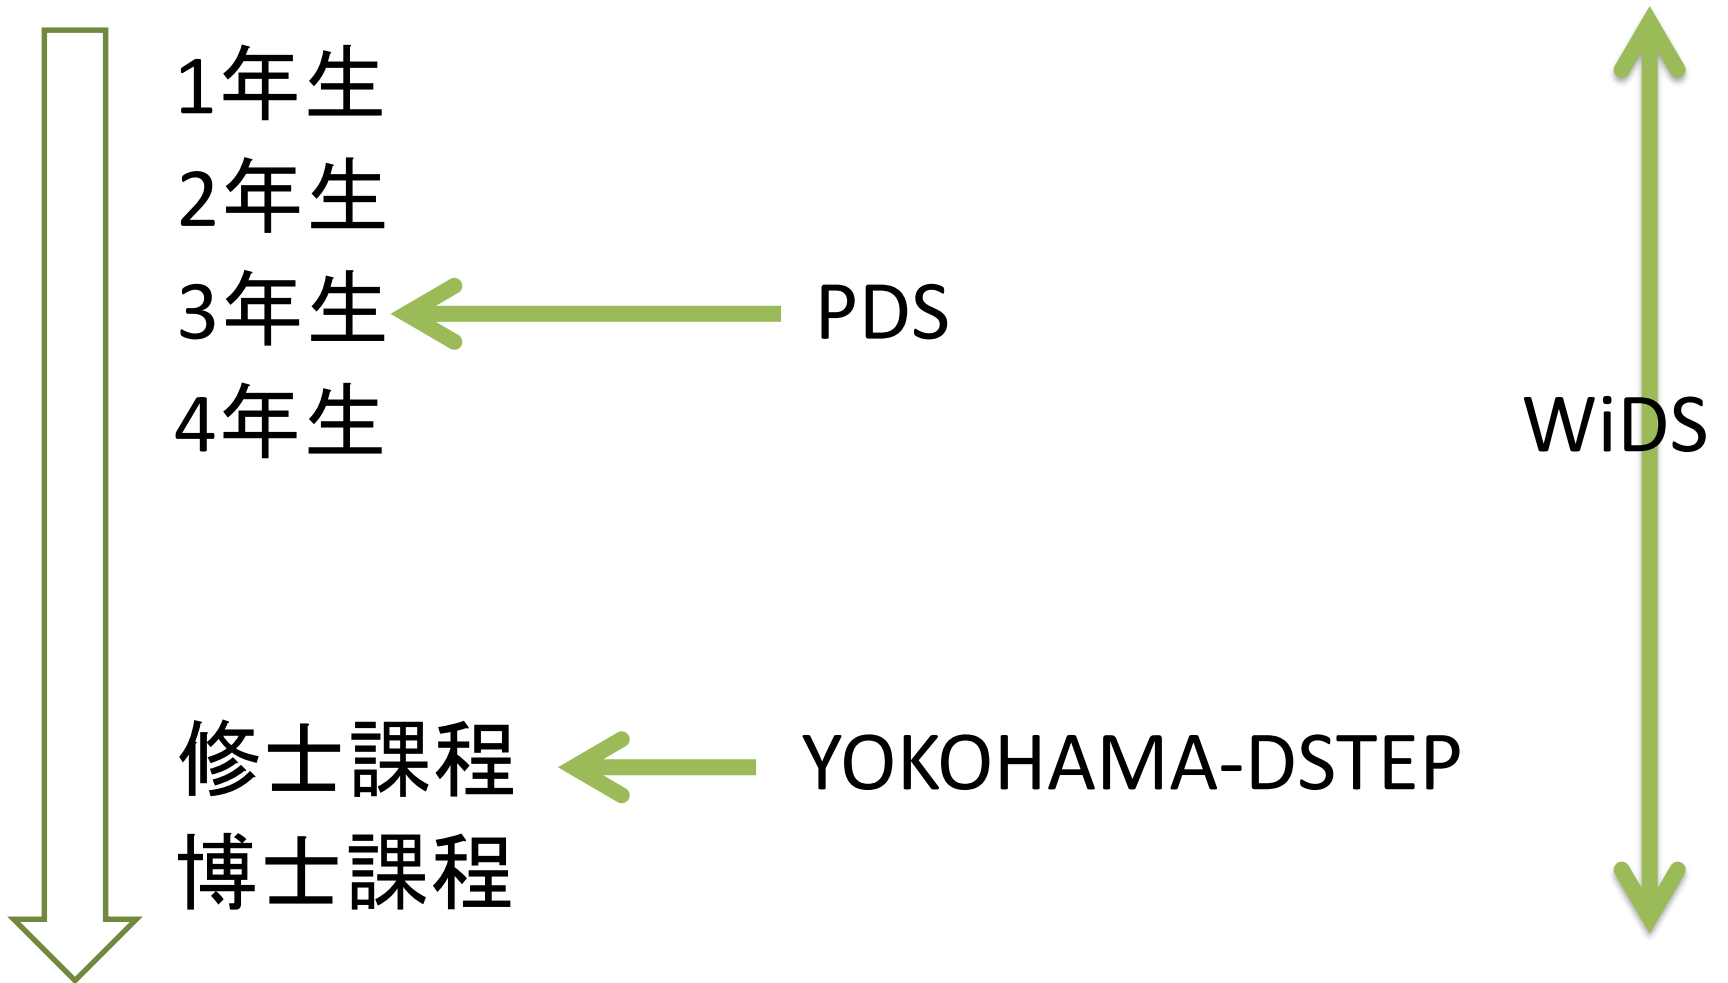 1年生
2年生
3年生
PDS
4年生
WiDS
修士課程
YOKOHAMA-DSTEP
博士課程